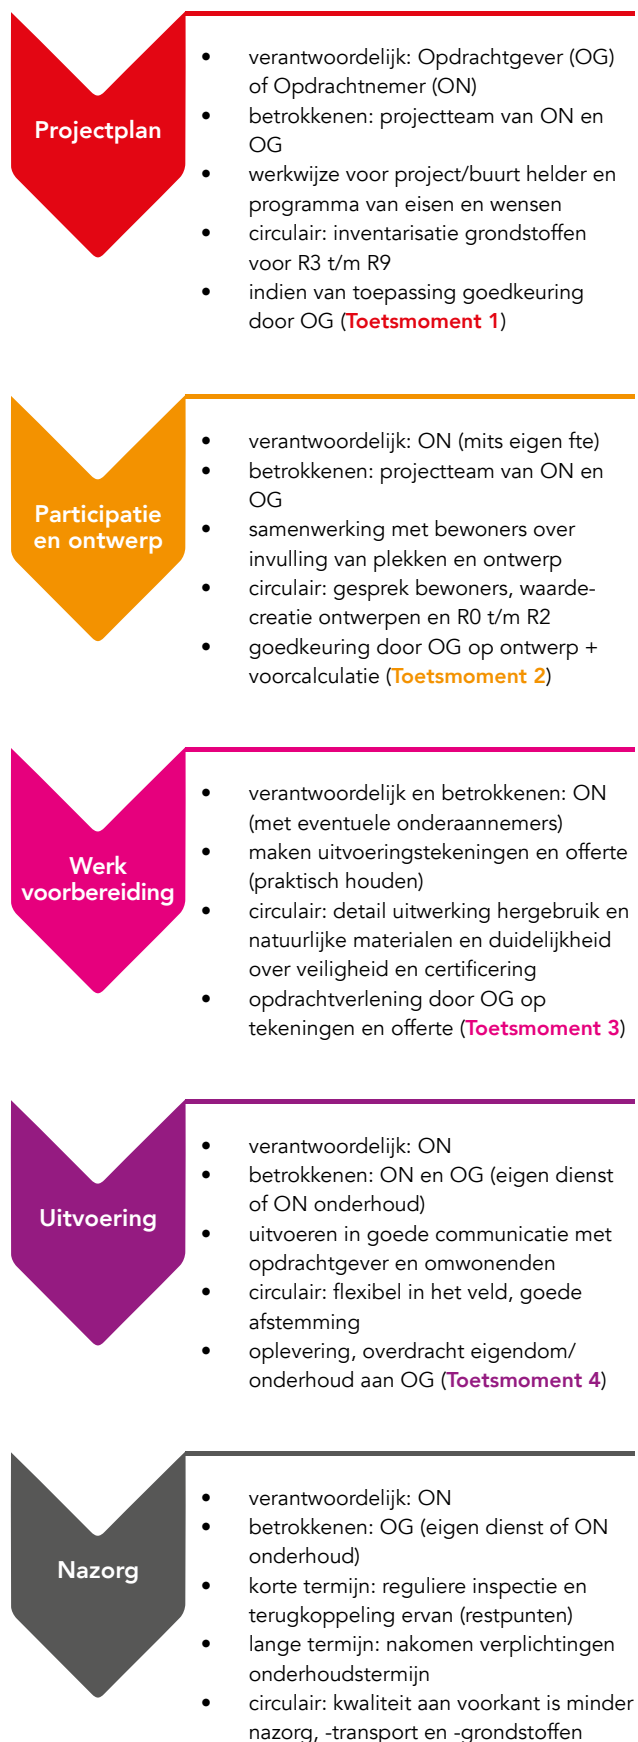 Projectplan
• verantwoordelijk: Opdrachtgever (OG)
of Opdrachtnemer (ON)
• betrokkenen: projectteam van ON en
OG
• werkwijze voor project/buurt helder en
programma van eisen en wensen
• circulair: inventarisatie grondstoffen
voor R3 t/m R9
• indien van toepassing goedkeuring
door OG (Toetsmoment 1)
Participatie
en ontwerp
• verantwoordelijk: ON (mits eigen fte)
• betrokkenen: projectteam van ON en
OG
• samenwerking met bewoners over
invulling van plekken en ontwerp
• circulair: gesprek bewoners, waarde-
creatie ontwerpen en R0 t/m R2
• goedkeuring door OG op ontwerp +
voorcalculatie (Toetsmoment 2)
Werk
voorbereiding
• verantwoordelijk en betrokkenen: ON
(met eventuele onderaannemers)
• maken uitvoeringstekeningen en offerte
(praktisch houden)
• circulair: detail uitwerking hergebruik en
natuurlijke materialen en duidelijkheid
over veiligheid en certificering
• opdrachtverlening door OG op
tekeningen en offerte (Toetsmoment 3)
Uitvoering
• verantwoordelijk: ON
• betrokkenen: ON en OG (eigen dienst
of ON onderhoud)
• uitvoeren in goede communicatie met
opdrachtgever en omwonenden
• circulair: flexibel in het veld, goede
afstemming
• oplevering, overdracht eigendom/
onderhoud aan OG (Toetsmoment 4)
Nazorg
• verantwoordelijk: ON
• betrokkenen: OG (eigen dienst of ON
onderhoud)
• korte termijn: reguliere inspectie en
terugkoppeling ervan (restpunten)
• lange termijn: nakomen verplichtingen
onderhoudstermijn
• circulair: kwaliteit aan voorkant is minder
nazorg, -transport en -grondstoffen